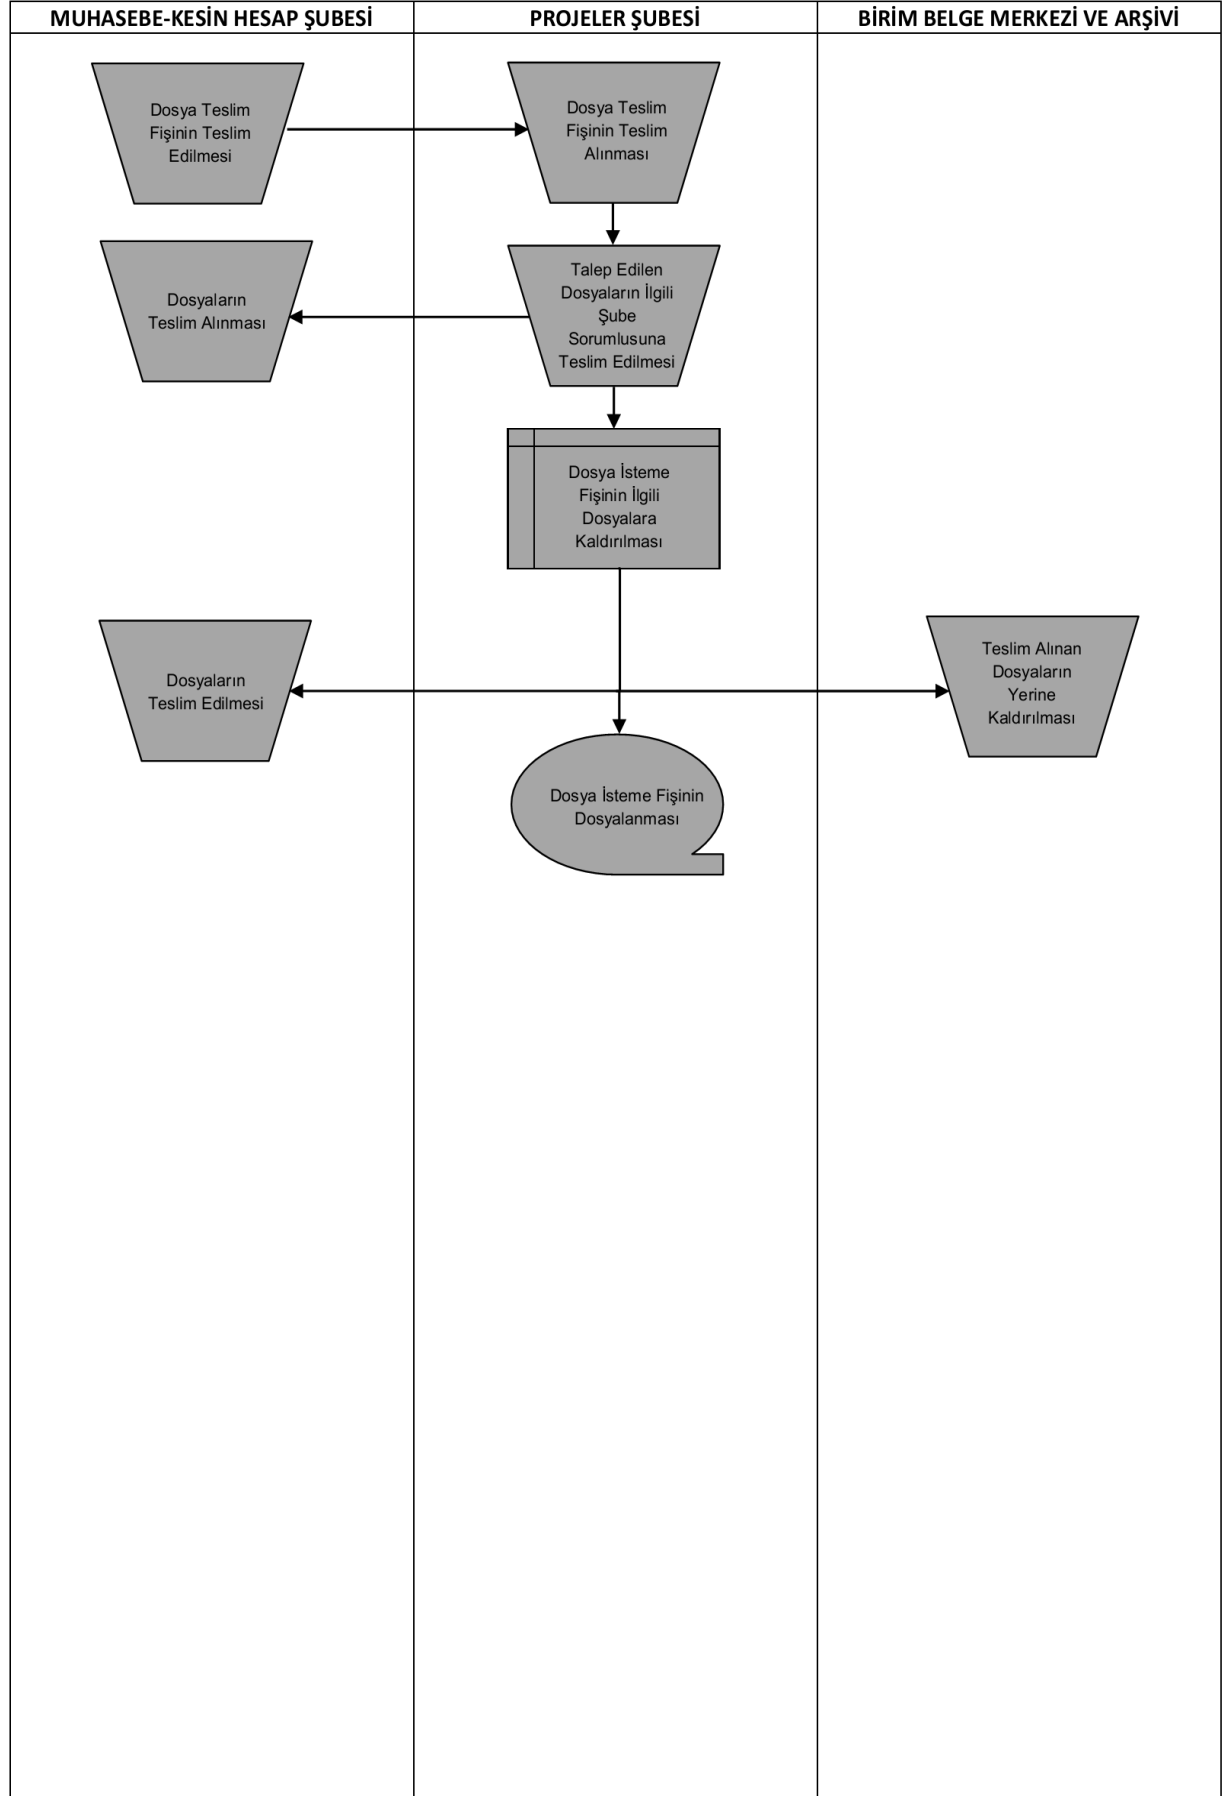 MUHASEBE-KESİN HESAP ŞUBESİ
PROJELER ŞUBESİ
BİRİM BELGE MERKEZİ VE ARŞİVİ
Dosya Teslim
Fişinin Teslim
Edilmesi
Dosya Teslim
Fişinin Teslim
Alınması
Dosyaların
Teslim Alınması
Talep Edilen
Dosyaların İlgili
Şube
Sorumlusuna
Teslim Edilmesi
Dosya İsteme
Fişinin İlgili
Dosyalara
Kaldırılması
Dosyaların
Teslim Edilmesi
Teslim Alınan
Dosyaların
Yerine
Kaldırılması
Dosya İsteme Fişinin
Dosyalanması